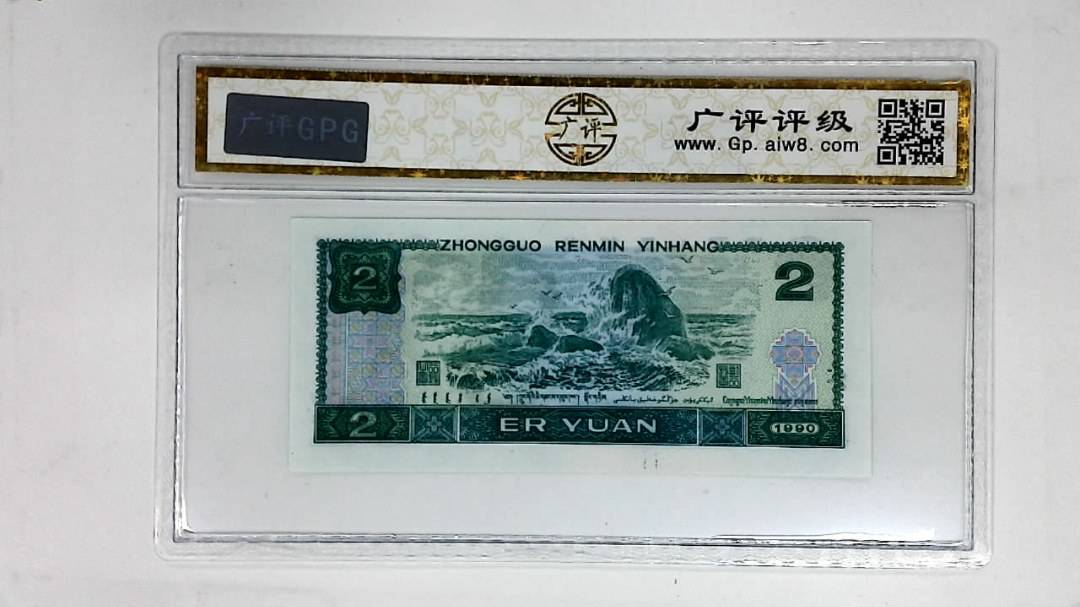 广评GPG
广评
广评评级
www.Gp.aiw8.com
ZHONGGUO RENMIN YINHANG
2
2
2
ER YUAN
1990